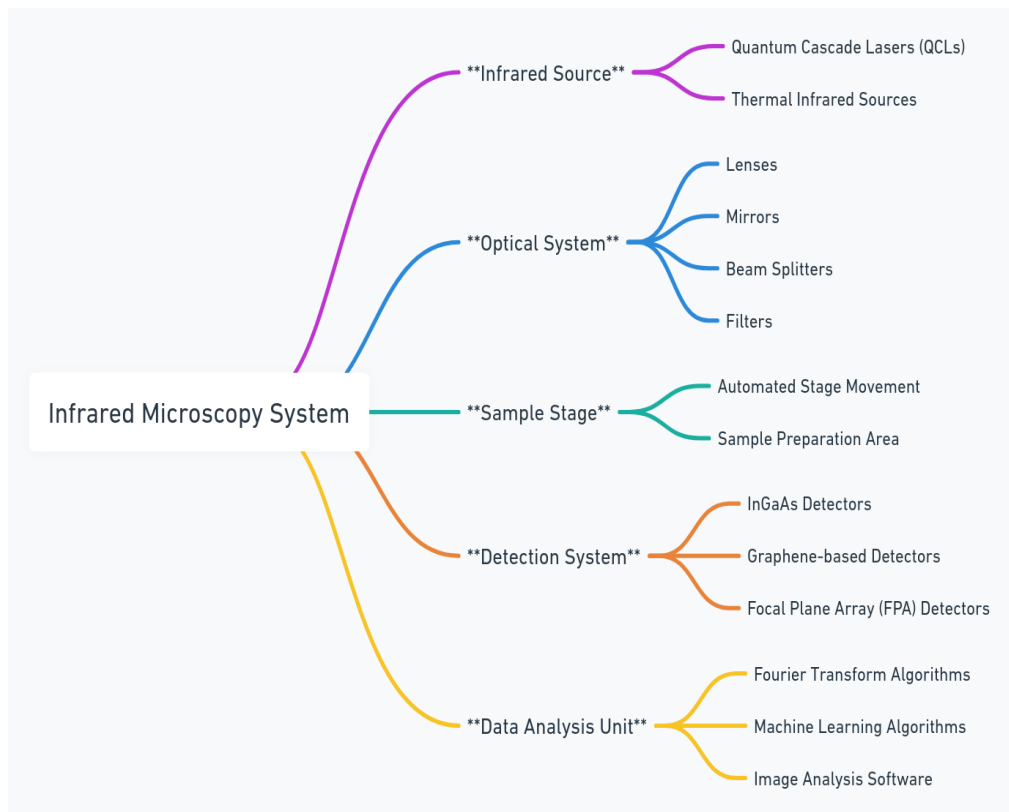 Infrared Microscopy System
**Infrared Source**
Quantum Cascade Lasers (QCLs)
Thermal Infrared Sources
**Optical System**
Lenses
Mirrors
Beam Splitters
Filters
**Sample Stage**
Automated Stage Movement
Sample Preparation Area
**Detection System**
InGaAs Detectors
Graphene-based Detectors
Focal Plane Array (FPA) Detectors
**Data Analysis Unit**
Fourier Transform Algorithms
Machine Learning Algorithms
Image Analysis Software